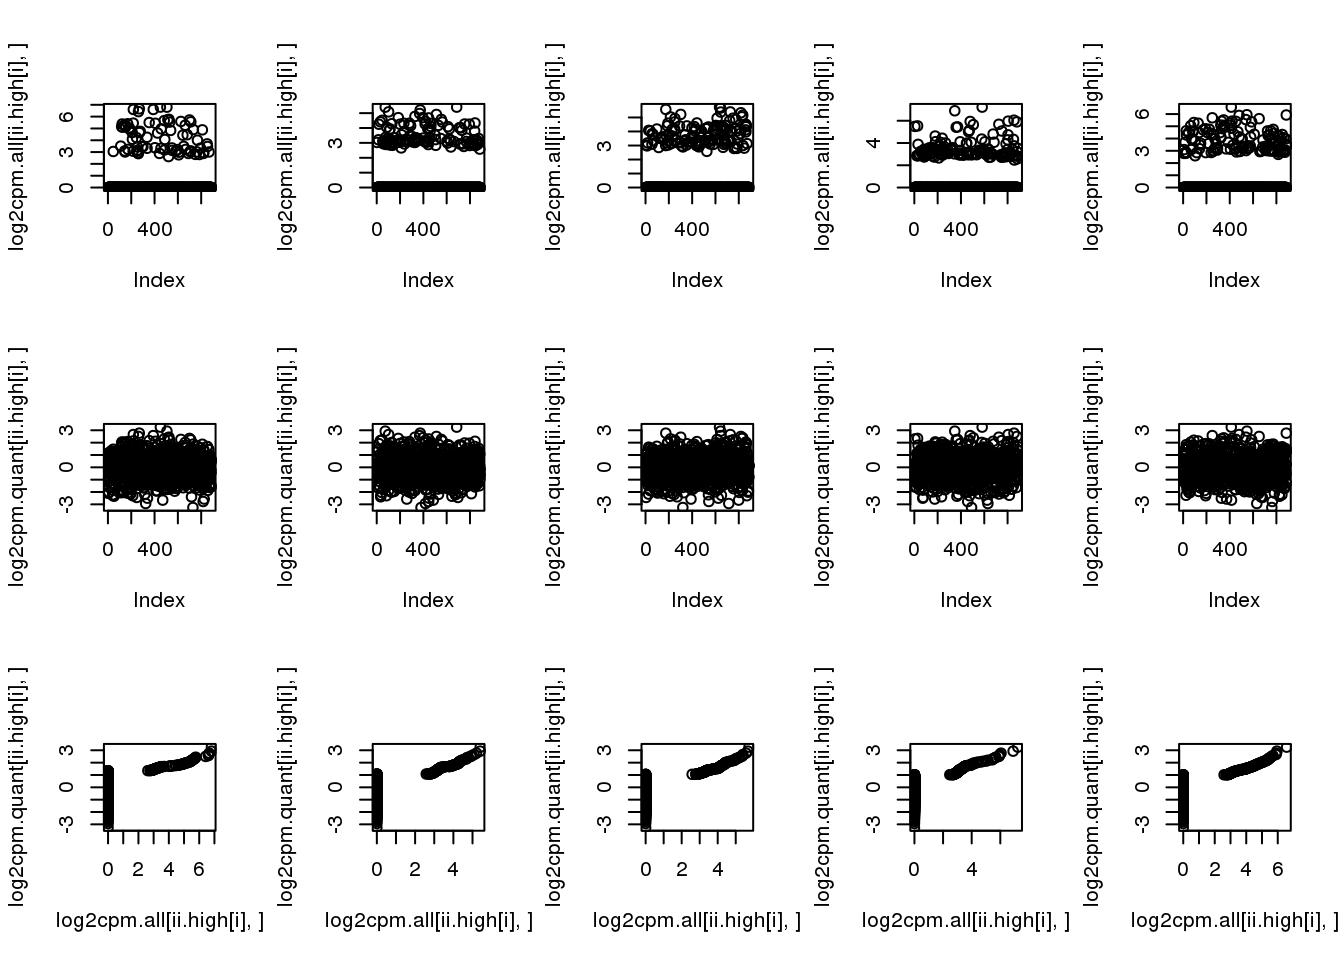 log2cpm.all[ii.high[i], ]
0 3 6
0 400
Index
log2cpm.all[ii.high[i], ]
0 3
0 400
Index
log2cpm.all[ii.high[i], ]
0 3
0 400
Index
log2cpm.all[ii.high[i], ]
0 4
0 400
Index
log2cpm.all[ii.high[i], ]
0 3 6
0 400
Index
log2cpm.quant[ii.high[i], ]
-3 0 3
0 400
Index
log2cpm.quant[ii.high[i], ]
-3 0 3
0 400
Index
log2cpm.quant[ii.high[i], ]
-3 0 3
0 400
Index
log2cpm.quant[ii.high[i], ]
-3 0 3
0 400
Index
log2cpm.quant[ii.high[i], ]
-3 0 3
0 400
Index
log2cpm.quant[ii.high[i], ]
-3 0 3
0 2 4 6
log2cpm.all[ii.high[i], ]
log2cpm.quant[ii.high[i], ]
-3 0 3
0 2 4
log2cpm.all[ii.high[i], ]
log2cpm.quant[ii.high[i], ]
-3 0 3
0 2 4
log2cpm.all[ii.high[i], ]
log2cpm.quant[ii.high[i], ]
-3 0 3
0 4
log2cpm.all[ii.high[i], ]
log2cpm.quant[ii.high[i], ]
-3 0 3
0 2 4 6
log2cpm.all[ii.high[i], ]